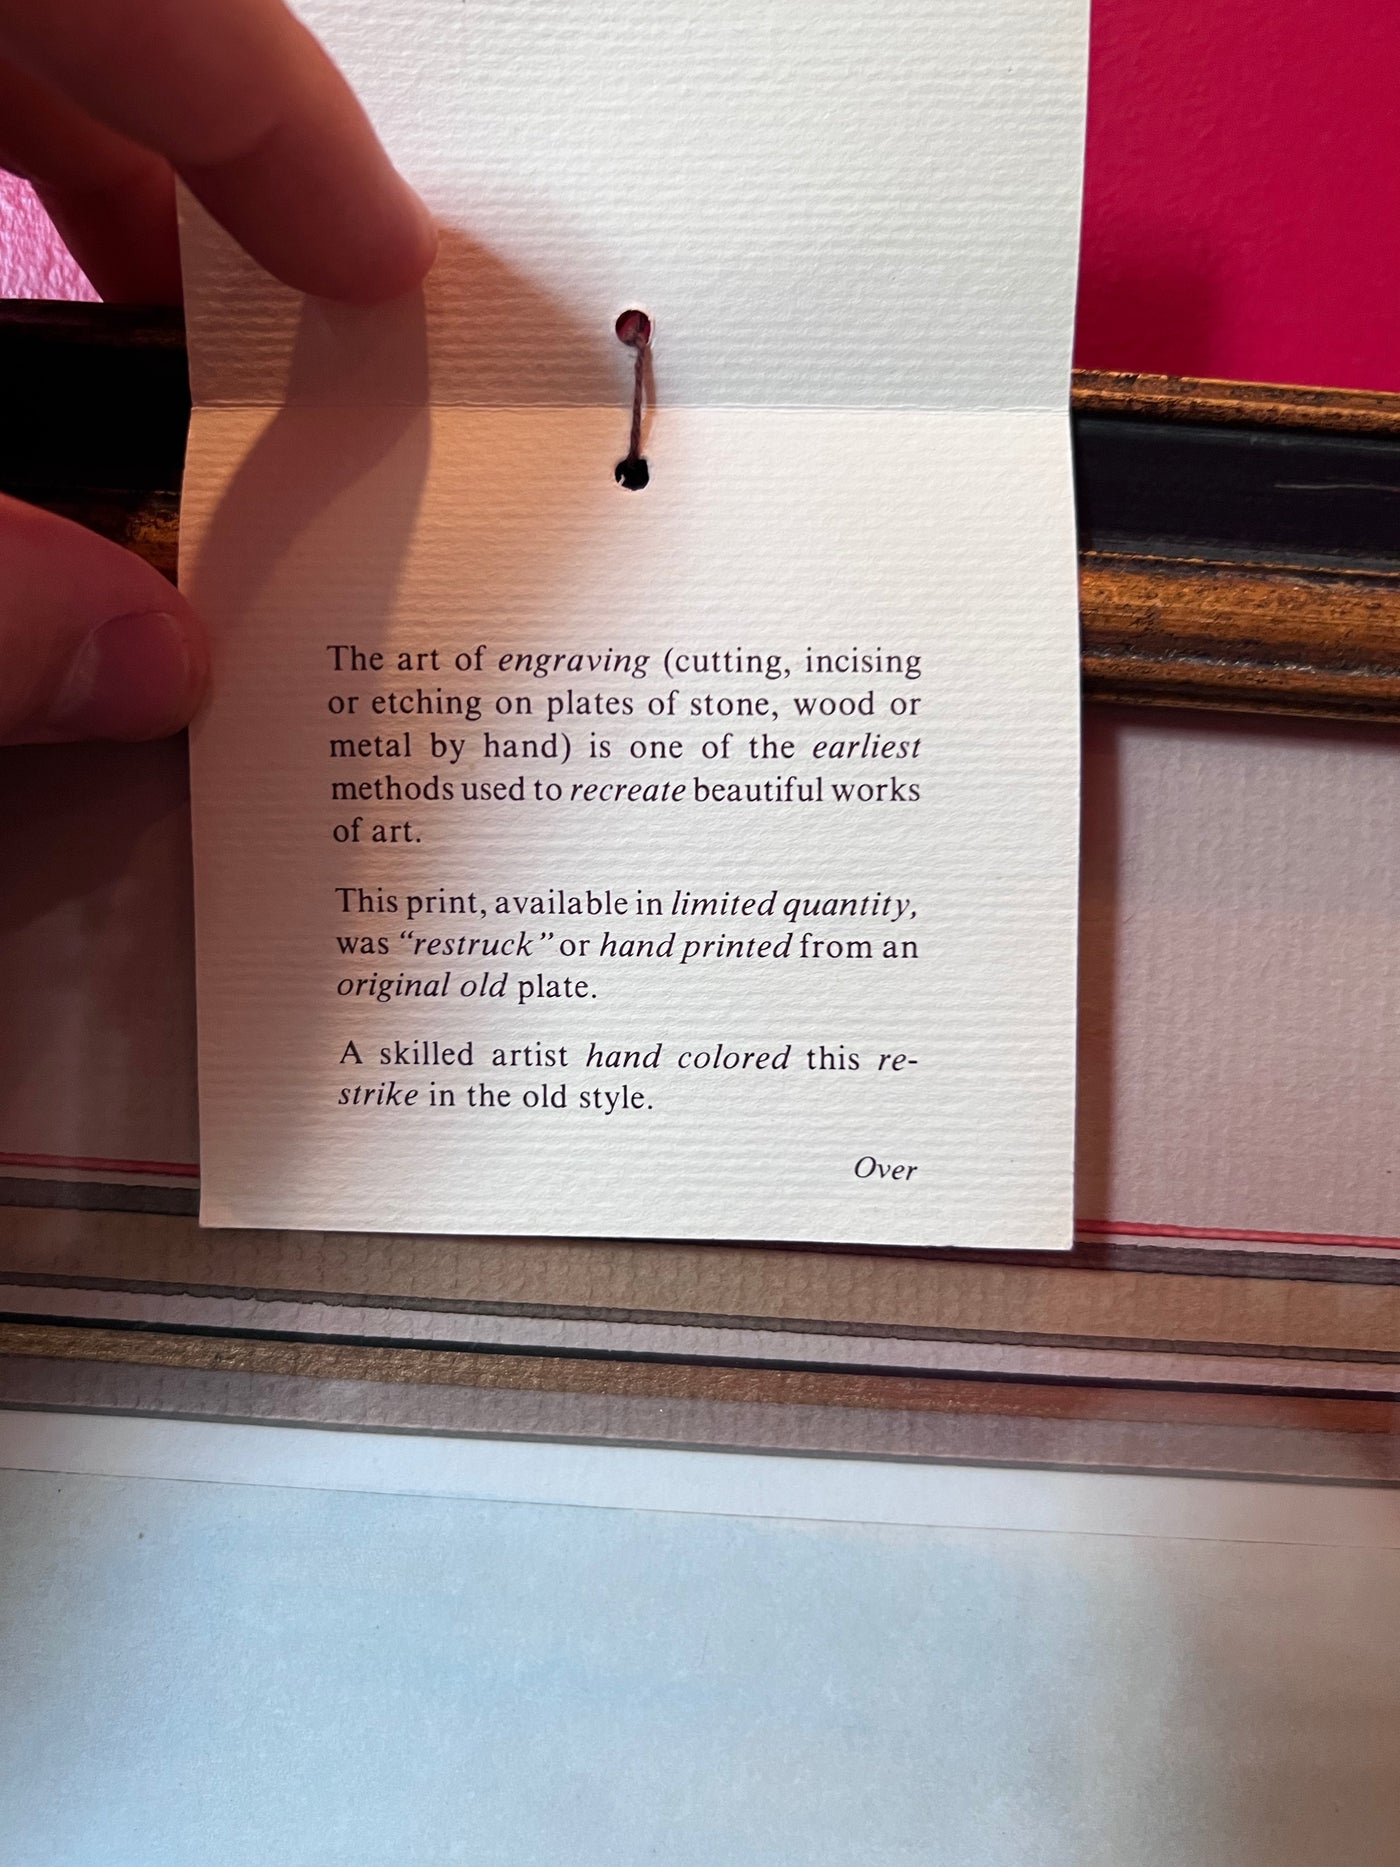 The art of engraving (cutting, incising
or etching on plates of stone, wood or
metal by hand) is one of the earliest
methods used to recreate beautiful works
of art.
This print, available in limited quantity,
was “restruck” or hand printed from an
original old plate.
A skilled artist hand colored this re-
strike in the old style.
Over